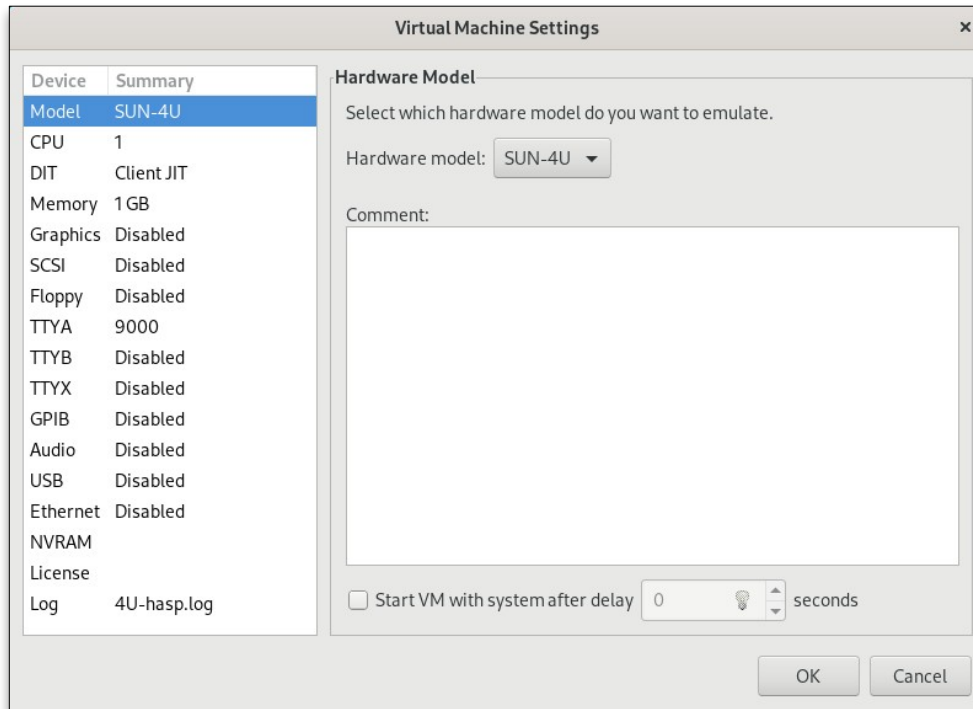 Virtual Machine Settings
Device Summary
Model SUN-4U
CPU 1
DIT Client JIT
Memory 1 GB
Graphics Disabled
SCSI Disabled
Floppy Disabled
TTYA 9000
TTYB Disabled
TTYX Disabled
GPIB Disabled
Audio Disabled
USB Disabled
Ethernet Disabled
NVRAM
License
Log 4U-hasp.log
Hardware Model
Select which hardware model do you want to emulate.
Hardware model: SUN-4U
Comment:
Start VM with system after delay 0 seconds
OK Cancel